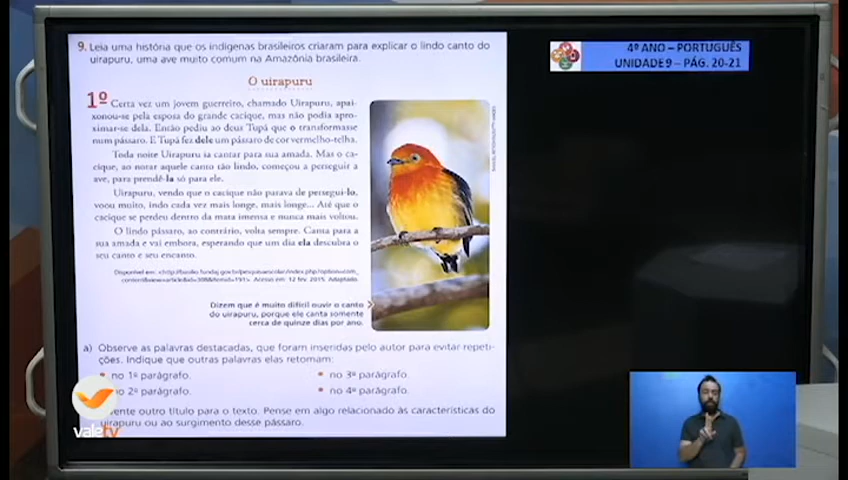 9. Leia uma história que os indígenas brasileiros criaram para explicar o lindo canto do
uirapuru, uma ave muito comum na Amazônia brasileira.
O uirapuru
1º Certa vez um jovem guerreiro, chamado Uirapuru, apai-
xonou-se pela esposa do grande cacique, mas não podia apro-
ximar-se dela. Então pediu ao deus Tupã que o transformasse
num pássaro. E Tupã fez dele um pássaro de cor vermelho-telha.
Toda noite Uirapuru ia cantar para sua amada. Mas o ca-
cique, ao notar aquele canto tão lindo, começou a perseguir a
ave, para prendê-la só para ele.
Uirapuru, vendo que o cacique não parava de persegui-lo,
voou muito, indo cada vez mais longe, mais longe... Até que o
cacique se perdeu dentro da mata imensa e nunca mais voltou.
O lindo pássaro, ao contrário, volta sempre. Canta para a
sua amada e vai embora, esperando que um dia ela descubra o
seu canto e seu encanto.
Disponível em: Acesso em: 12 fev. 2015. Adaptado.
Dizem que é muito difícil ouvir o canto
do uirapuru, porque ele canta somente
cerca de quinze dias por ano.
a) Observe as palavras destacadas, que foram inseridas pelo autor para evitar repeti-
ções. Indique que outras palavras elas retomam:
• no 1º parágrafo. • no 3º parágrafo.
no 2º parágrafo. • no 4º parágrafo.
vente outro título para o texto. Pense em algo relacionado às características do
uirapuru ou ao surgimento desse pássaro.
4º ANO – PORTUGUÊS
UNIDADE 9 – PÁG. 20-21
valetv